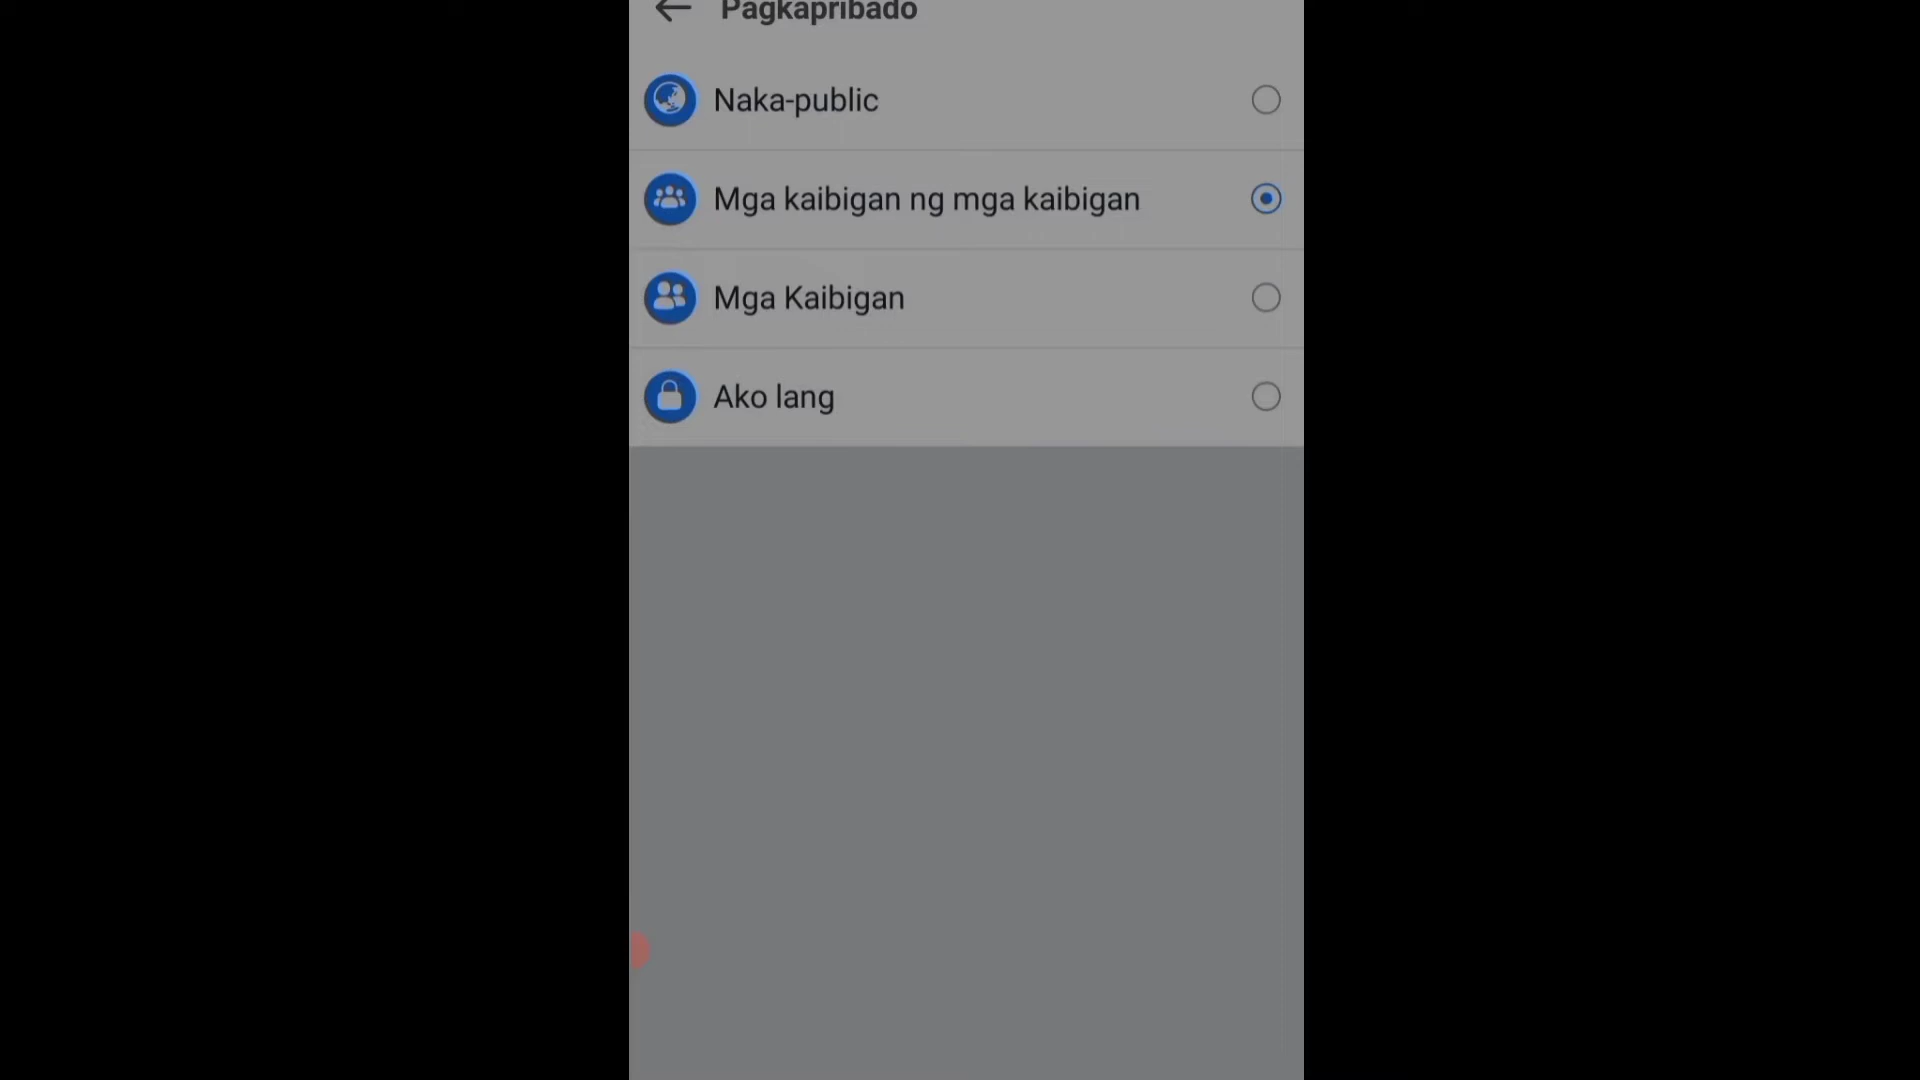 Pagkapribado
Naka-public
Mga kaibigan ng mga kaibigan
Mga Kaibigan
Ako lang